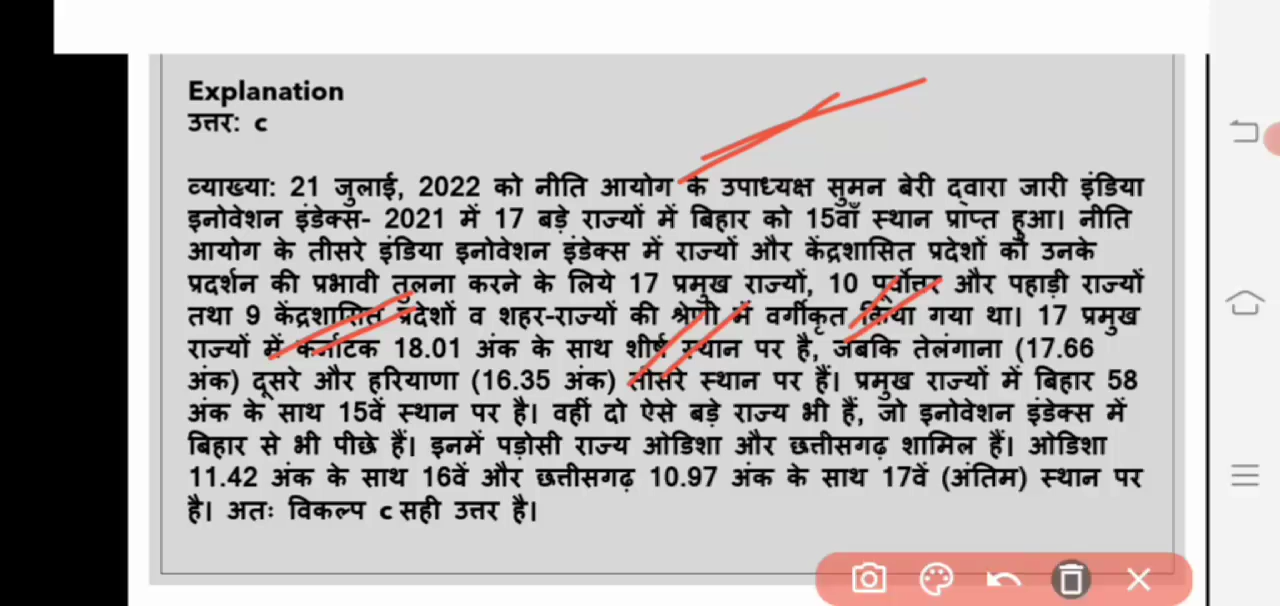 Explanation
उत्तर: c
व्याख्या: 21 जुलाई, 2022 को नीति आयोग के उपाध्यक्ष सुमन बेरी द्वारा जारी इंडिया
इनोवेशन इंडेक्स- 2021 में 17 बड़े राज्यों में बिहार को 15वाँ स्थान प्राप्त हुआ। नीति
आयोग के तीसरे इंडिया इनोवेशन इंडेक्स में राज्यों और केंद्रशासित प्रदेशों को उनके
प्रदर्शन की प्रभावी तुलना करने के लिये 17 प्रमुख राज्यों, 10 पूर्वोत्तर और पहाड़ी राज्यों
तथा 9 केंद्रशासित प्रदेशों व शहर-राज्यों की श्रेणी में वर्गीकृत किया गया था। 17 प्रमुख
राज्यों में कर्नाटक 18.01 अंक के साथ शीर्ष स्थान पर है, जबकि तेलंगाना (17.66
अंक) दूसरे और हरियाणा (16.35 अंक) तीसरे स्थान पर हैं। प्रमुख राज्यों में बिहार 58
अंक के साथ 15वें स्थान पर है। वहीं दो ऐसे बड़े राज्य भी हैं, जो इनोवेशन इंडेक्स में
बिहार से भी पीछे हैं। इनमें पड़ोसी राज्य ओडिशा और छत्तीसगढ़ शामिल हैं। ओडिशा
11.42 अंक के साथ 16वें और छत्तीसगढ़ 10.97 अंक के साथ 17वें (अंतिम) स्थान पर
है। अतः विकल्प c सही उत्तर है।